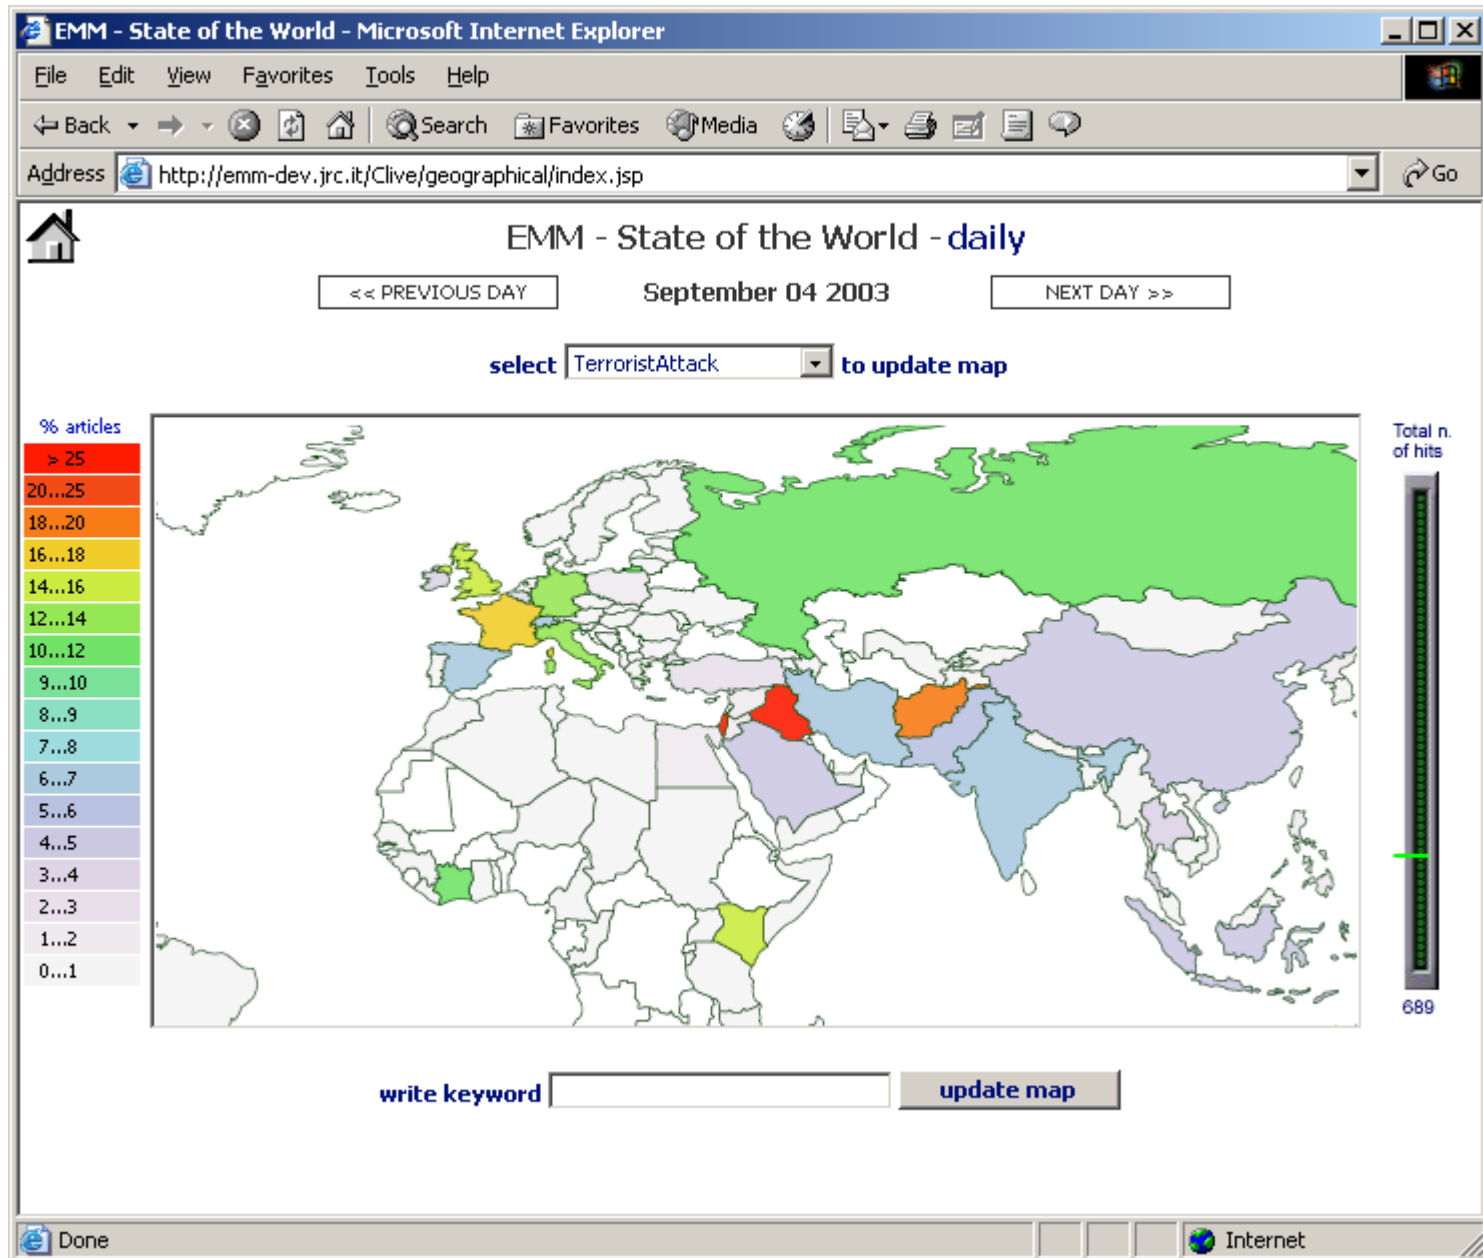 EMM - State of the World - Microsoft Internet Explorer
File Edit View Favorites Tools Help
Back Search Favorites Media
Address http://emm-dev.jrc.it/Clive/geographical/index.jsp Go
EMM - State of the World - daily
<< PREVIOUS DAY September 04 2003 NEXT DAY >>
select TerroristAttack to update map
% articles
> 25
20...25
18...20
16...18
14...16
12...14
10...12
9...10
8...9
7...8
6...7
5...6
4...5
3...4
2...3
1...2
0...1
Total n.
of hits
689
write keyword update map
Done Internet